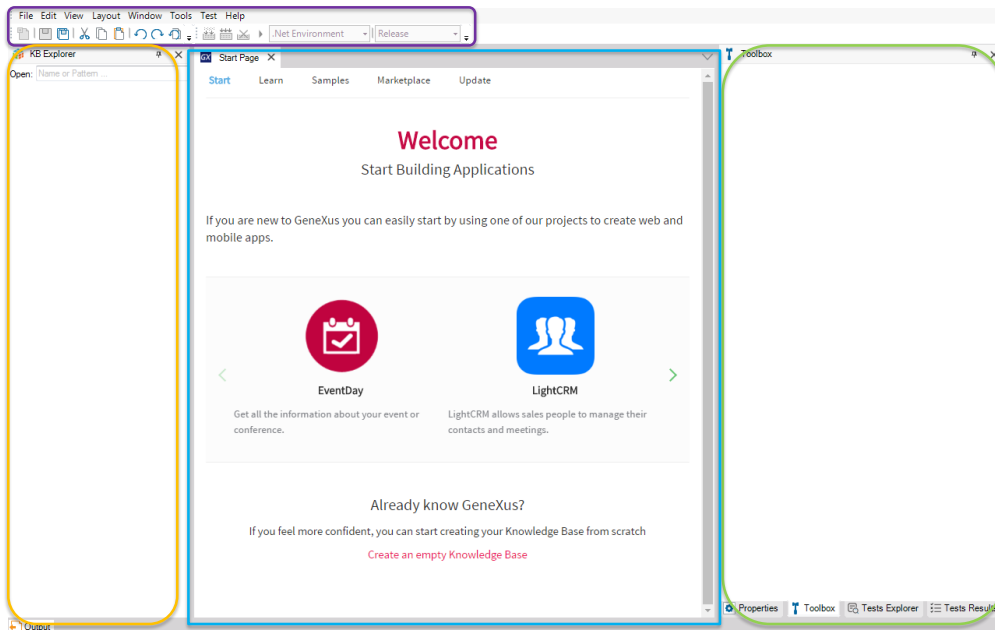 File Edit View Layout Window Tools Test Help
.Net Environment Release
KB Explorer
Open: Name or Pattern ...
GX Start Page
Start Learn Samples Marketplace Update
Welcome
Start Building Applications
If you are new to GeneXus you can easily start by using one of our projects to create web and
mobile apps.
EventDay
Get all the information about your event or
conference.
LightCRM
LightCRM allows sales people to manage their
contacts and meetings.
Already know GeneXus?
If you feel more confident, you can start creating your Knowledge Base from scratch
Create an empty Knowledge Base
Toolbox
Properties Toolbox Tests Explorer Tests Results
Output